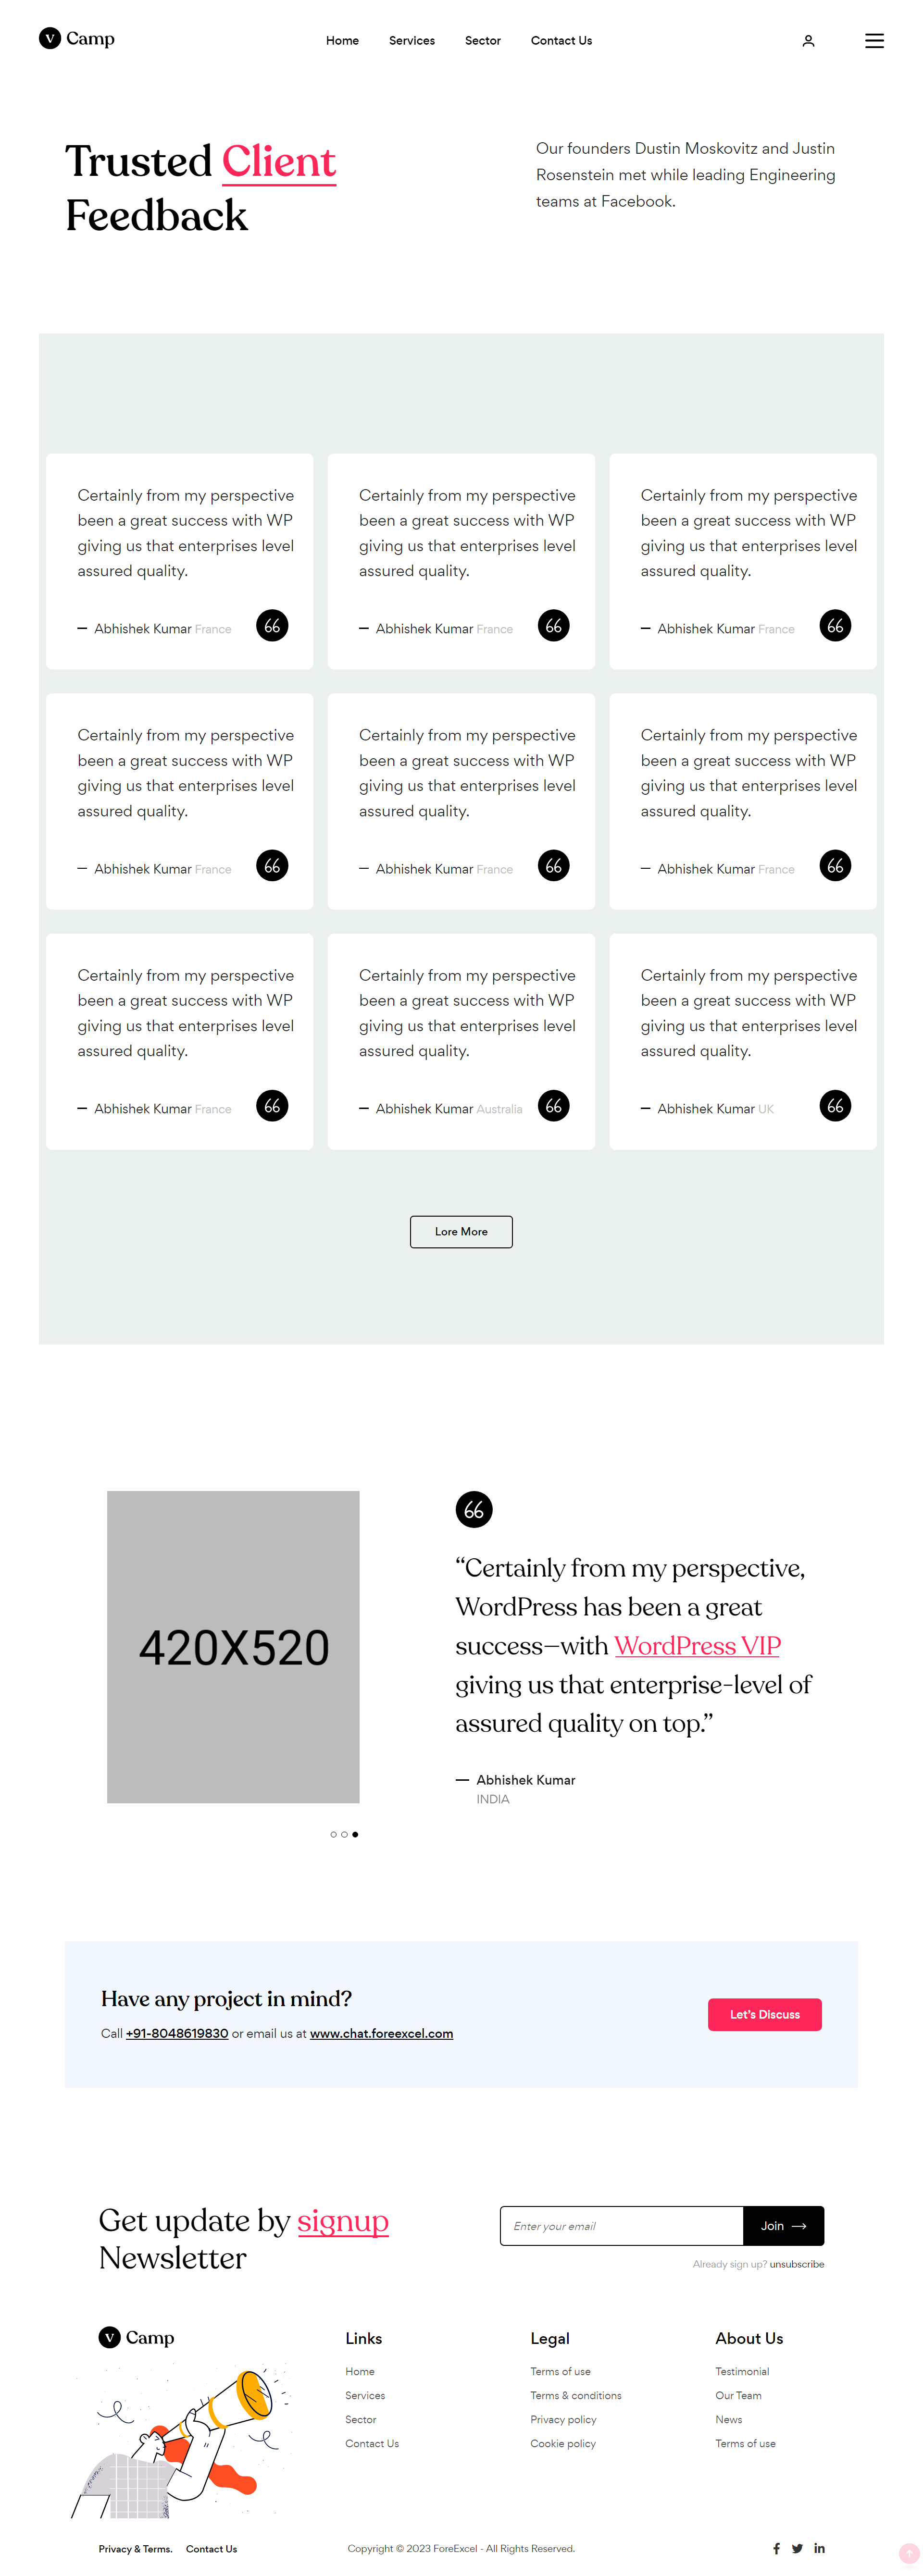 V Camp
Home Services Sector Contact Us
Trusted Client
Feedback
Our founders Dustin Moskovitz and Justin
Rosenstein met while leading Engineering
teams at Facebook.
Certainly from my perspective
been a great success with WP
giving us that enterprises level
assured quality.
Abhishek Kumar France
Certainly from my perspective
been a great success with WP
giving us that enterprises level
assured quality.
Abhishek Kumar France
Certainly from my perspective
been a great success with WP
giving us that enterprises level
assured quality.
Abhishek Kumar France
Certainly from my perspective
been a great success with WP
giving us that enterprises level
assured quality.
Abhishek Kumar France
Certainly from my perspective
been a great success with WP
giving us that enterprises level
assured quality.
Abhishek Kumar France
Certainly from my perspective
been a great success with WP
giving us that enterprises level
assured quality.
Abhishek Kumar France
Certainly from my perspective
been a great success with WP
giving us that enterprises level
assured quality.
Abhishek Kumar France
Certainly from my perspective
been a great success with WP
giving us that enterprises level
assured quality.
Abhishek Kumar Australia
Certainly from my perspective
been a great success with WP
giving us that enterprises level
assured quality.
Abhishek Kumar UK
Lore More
420X520
“Certainly from my perspective,
WordPress has been a great
success—with WordPress VIP
giving us that enterprise-level of
assured quality on top.”
Abhishek Kumar
INDIA
Have any project in mind?
Call +91-8048619830 or email us at www.chat.foreexcel.com
Let’s Discuss
Get update by signup
Newsletter
Enter your email
Join
Already sign up? unsubscribe
V Camp
Links
Home
Services
Sector
Contact Us
Legal
Terms of use
Terms & conditions
Privacy policy
Cookie policy
About Us
Testimonial
Our Team
News
Terms of use
Privacy & Terms. Contact Us
Copyright © 2023 ForeExcel - All Rights Reserved.